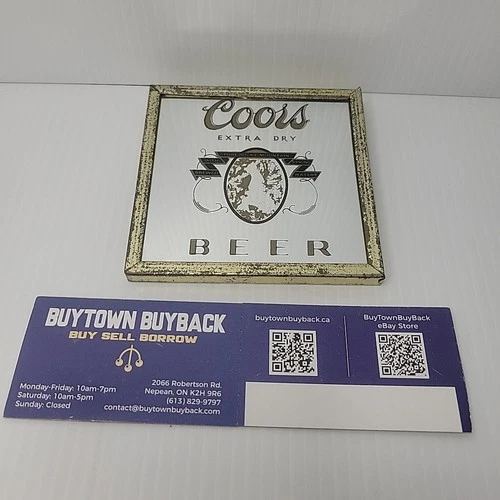 Coors
EXTRA DRY
BEER
BUYTOWN BUYBACK
BUY SELL BORROW
Monday-Friday: 10am-7pm
Saturday: 10am-5pm
Sunday: Closed
2066 Robertson Rd.
Nepean, ON K2H 9R6
(613) 829-9797
contact@buytownbuyback.com
buytownbuyback.ca
BuyTownBuyBack
eBay Store